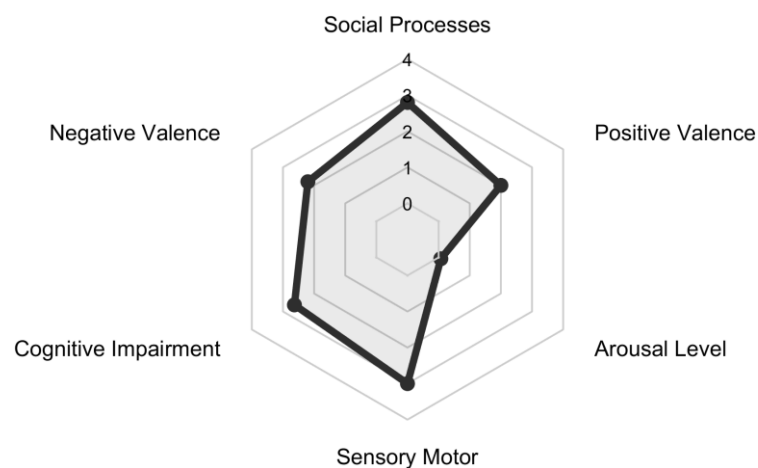 Social Processes
4
3
2
1
0
Negative Valence
Positive Valence
Cognitive Impairment
Arousal Level
Sensory Motor